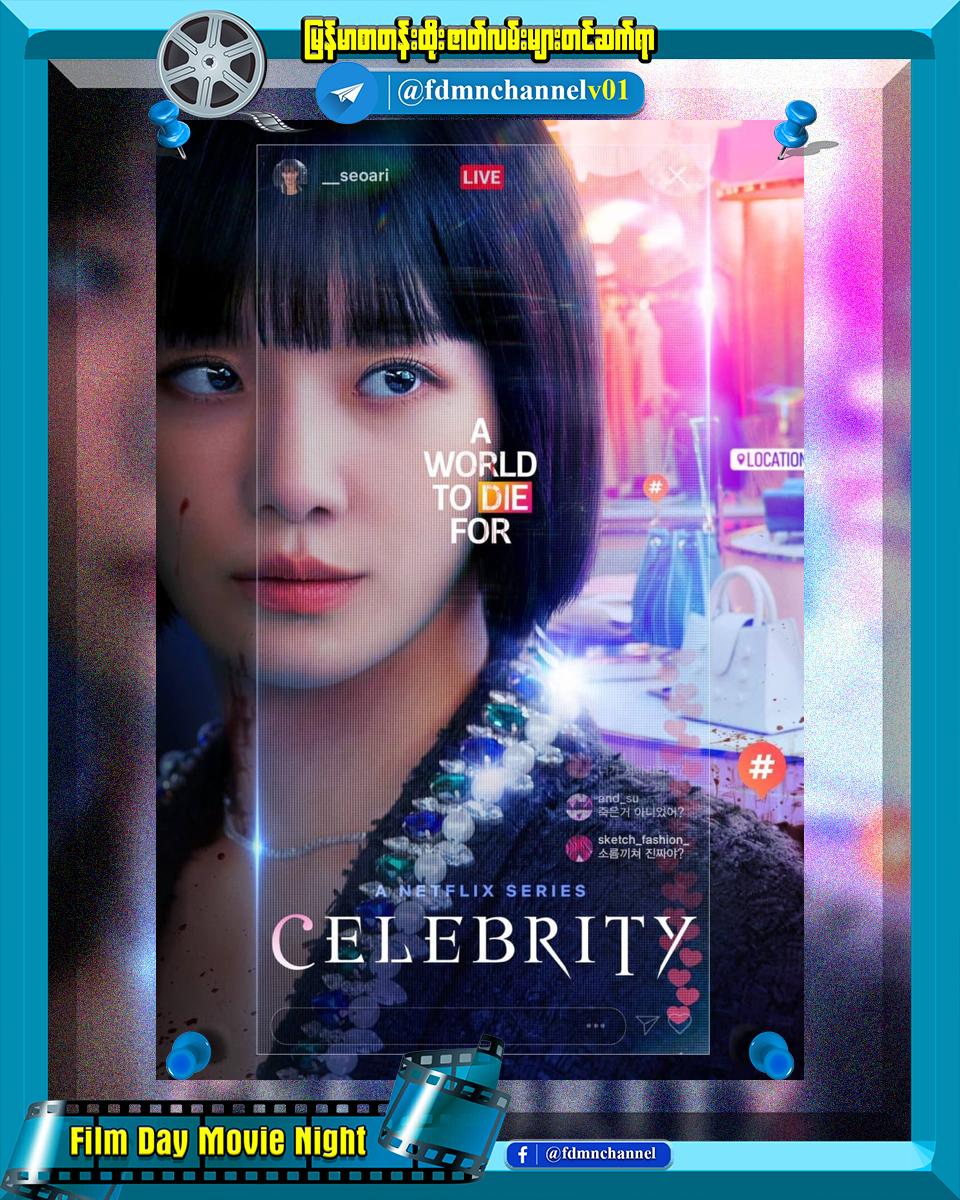 မြန်မာစာတန်းထိုးဇာတ်လမ်းများတင်ဆက်ရာ
@fdmnchannelv01
__seoari
LIVE
A
WORLD
TO DIE
FOR
LOCATION
#
#
and_su
죽은거 아니었어?
sketch_fashion_
소름끼쳐 진짜야?
A NETFLIX SERIES
CELEBRITY
Film Day Movie Night
f @fdmnchannel